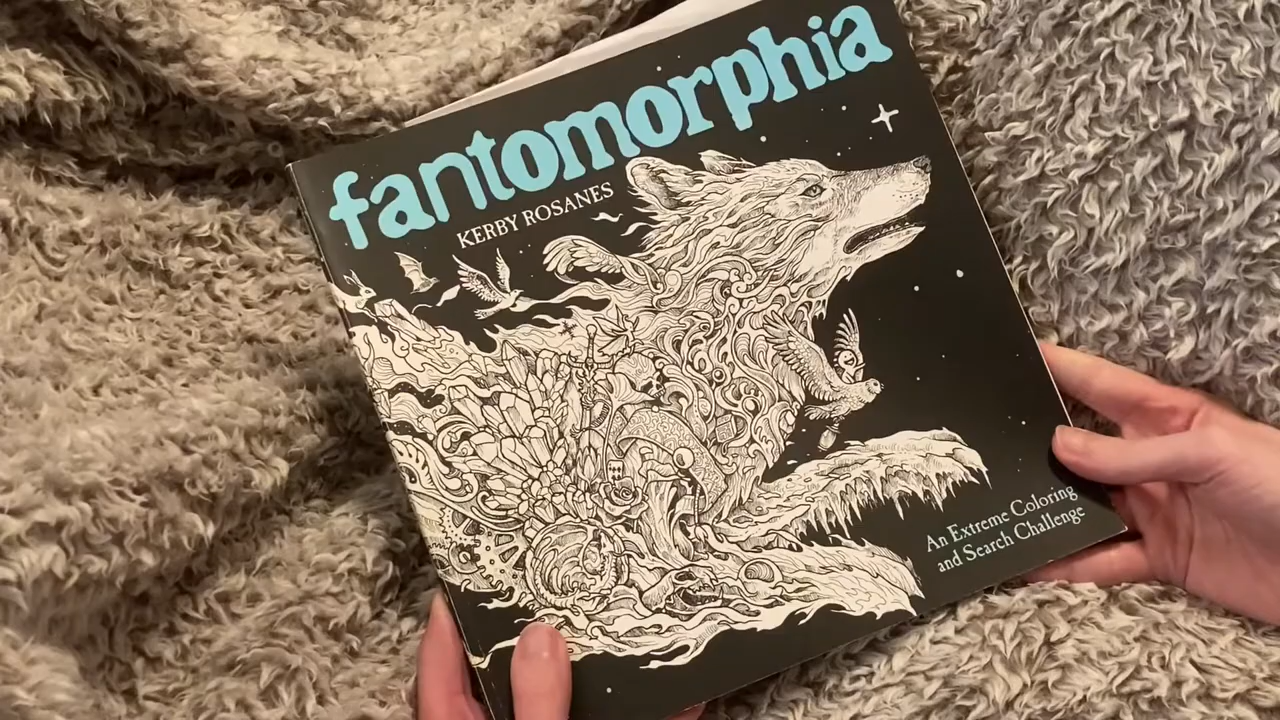 fantomorphia
KERBY ROSANES
An Extreme Coloring
and Search Challenge